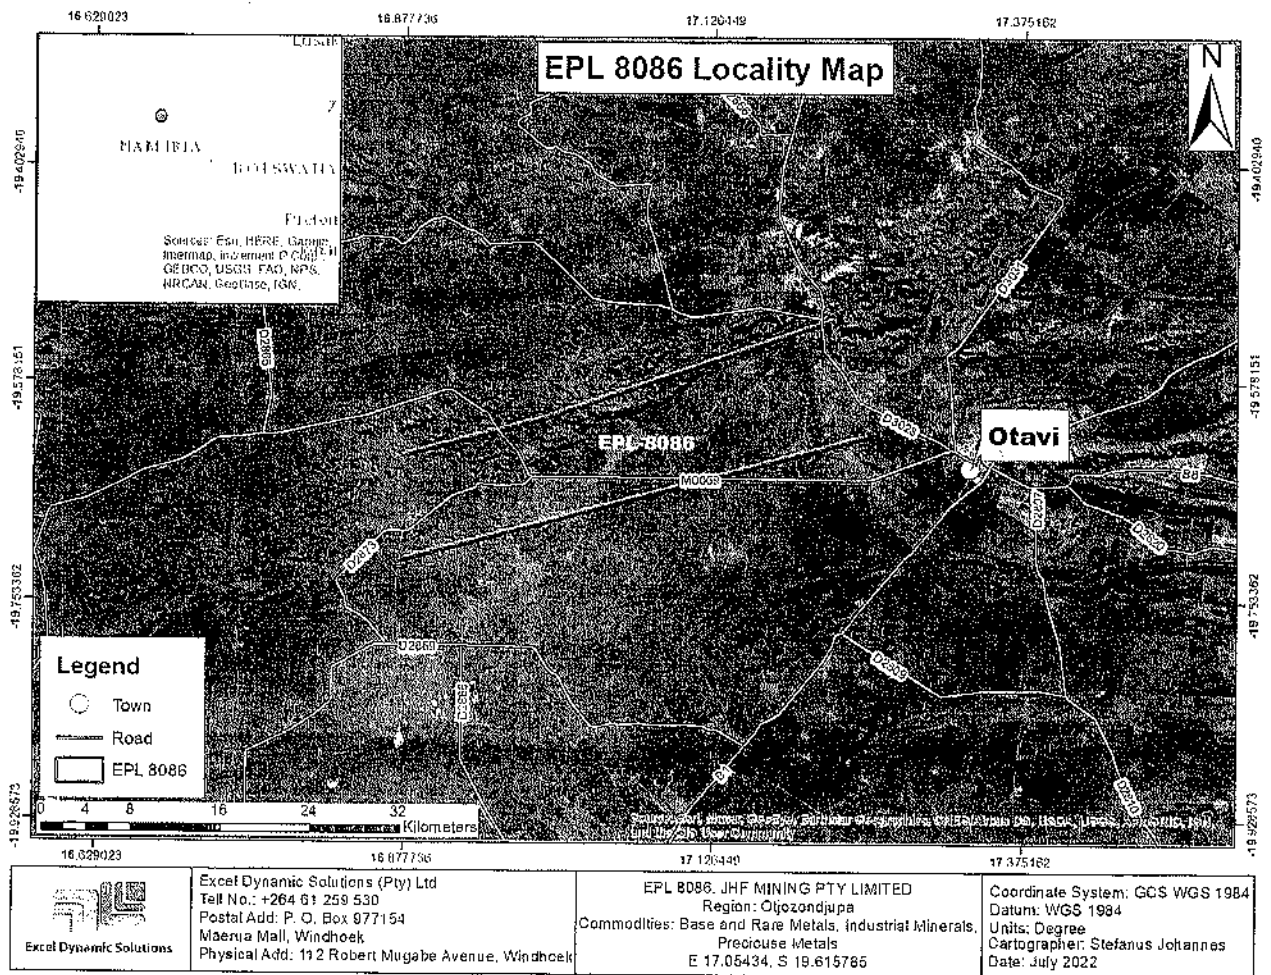 16.629023 16.877736 17.126449 17.375162
EPL 8086 Locality Map
N
NAMIBIA
BOTSWANA
Sources: Esri, HERE, Garmin,
Intermap, increment P Corp.,
GEBCO, USGS, FAO, NPS,
NRCAN, GeoBase, IGN,
-19.402940
-19.402940
D3031
D2865
-19.578151
-19.578151
D3028
Otavi
EPL 8086
M0069
B8
D2807
D2873
-19.753362
-19.753362
D2869
Legend
Town
Road
EPL 8086
0 4 8 16 24 32
Kilometers
D2810
-19.928573
-19.928573
16.629023 16.877736 17.126449 17.375162
Excel Dynamic Solutions
Excel Dynamic Solutions (Pty) Ltd
Tell No.: +264 61 259 530
Postal Add: P. O. Box 977154
Maerua Mall, Windhoek
Physical Add: 112 Robert Mugabe Avenue, Windhoek
EPL 8086. JHF MINING PTY LIMITED
Region: Otjozondjupa
Commodities: Base and Rare Metals, Industrial Minerals,
Preciouse Metals
E 17.05434, S 19.615785
Coordinate System: GCS WGS 1984
Datum: WGS 1984
Units: Degree
Cartographer: Stefanus Johannes
Date: July 2022